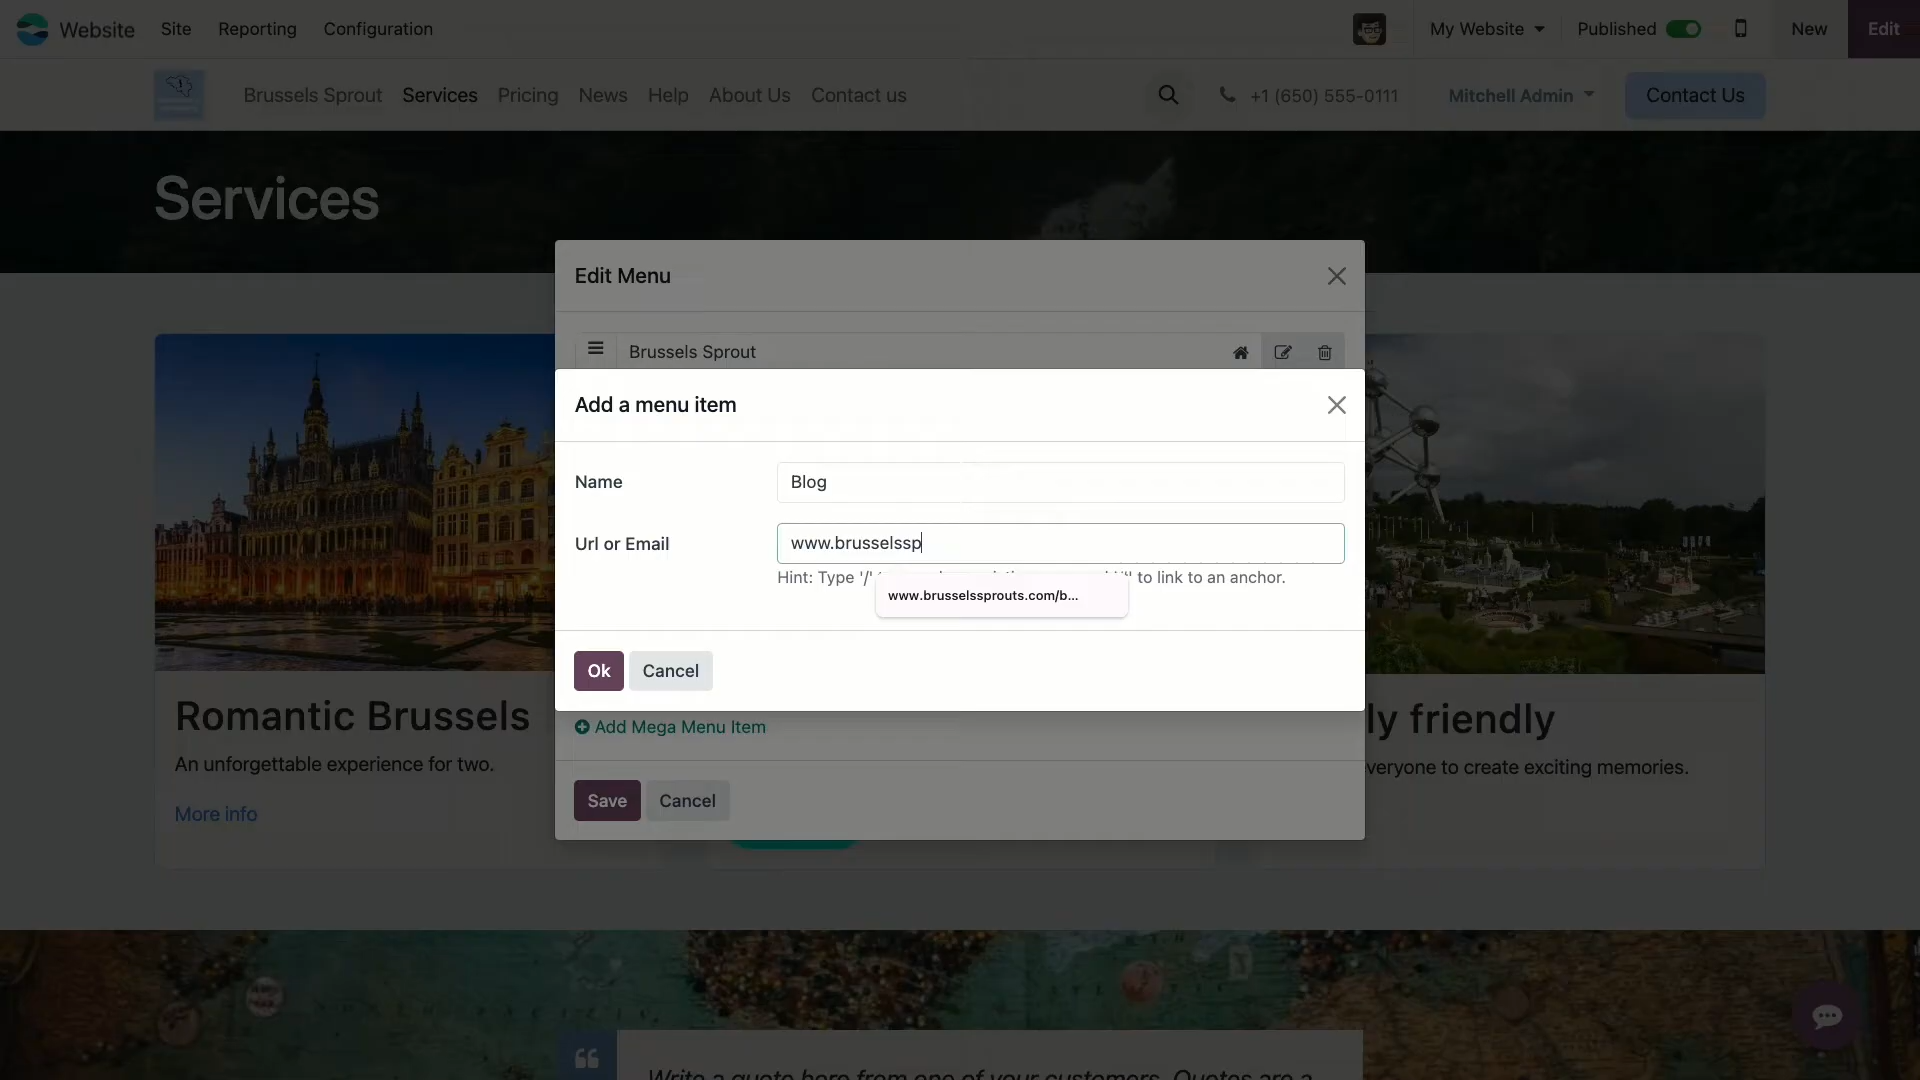 Website Site Reporting Configuration My Website Published New Edit
Brussels Sprout Services Pricing News Help About Us Contact us +1 (650) 555-0111 Mitchell Admin Contact Us
Services
Edit Menu
Brussels Sprout
Add a menu item
Name Blog
Url or Email www.brusselssp
Hint: Type '/' to link to an anchor.
www.brusselssprouts.com/b...
Ok Cancel
Add Mega Menu Item
Save Cancel
Romantic Brussels
An unforgettable experience for two.
More info
ly friendly
veryone to create exciting memories.
Write a quote here from one of your customers. Quotes are a